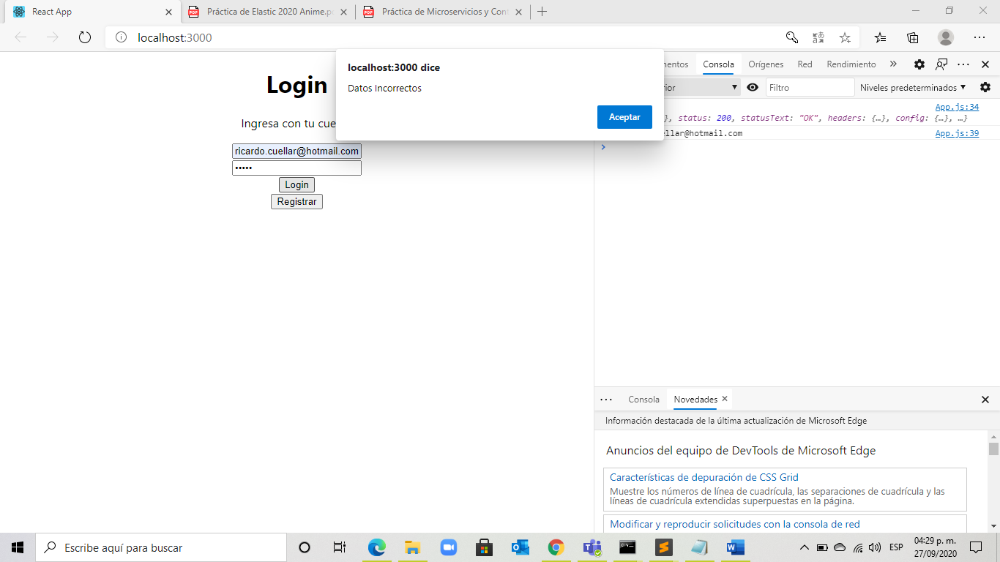 React App
Práctica de Elastic 2020 Anime.p
Práctica de Microservicios y Con
localhost:3000
localhost:3000 dice
Datos Incorrectos
Aceptar
Login
Ingresa con tu cue
ricardo.cuellar@hotmail.com
•••••
Login
Registrar
mentos
Consola
Orígenes
Red
Rendimiento
rior
Filtro
Niveles predeterminados
App.js:34
}, status: 200, statusText: "OK", headers: {…}, config: {…}, …}
ellar@hotmail.com
App.js:39
Consola
Novedades
Información destacada de la última actualización de Microsoft Edge
Anuncios del equipo de DevTools de Microsoft Edge
Características de depuración de CSS Grid
Muestre los números de línea de cuadrícula, las separaciones de cuadrícula y las
líneas de cuadrícula extendidas superpuestas en la página.
Modificar y reproducir solicitudes con la consola de red
Escribe aquí para buscar
ESP
04:29 p. m.
27/09/2020